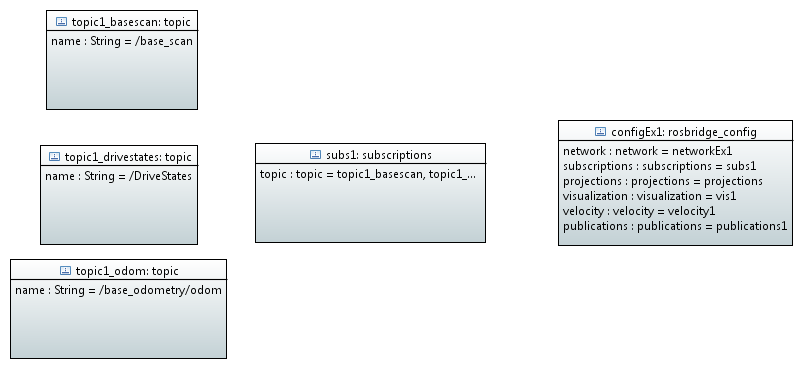 topic1_basescan: topic
name : String = /base_scan
topic1_drivestates: topic
name : String = /DriveStates
topic1_odom: topic
name : String = /base_odometry/odom
subs1: subscriptions
topic : topic = topic1_basescan, topic1_...
configEx1: rosbridge_config
network : network = networkEx1
subscriptions : subscriptions = subs1
projections : projections = projections
visualization : visualization = vis1
velocity : velocity = velocity1
publications : publications = publications1